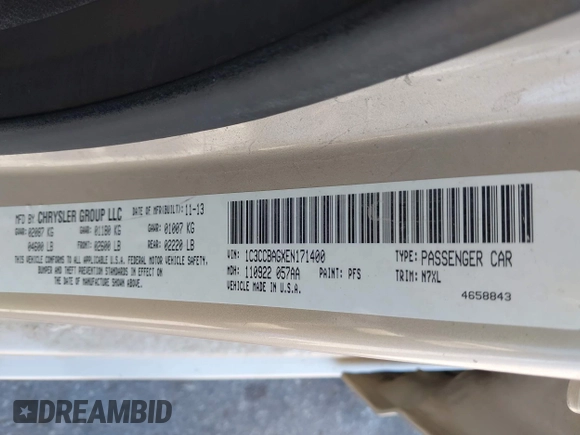 MFD BY: CHRYSLER GROUP LLC DATE OF MFR(BUILT): 11-13
GVWR: 02087 KG GAWR: 01180 KG GAWR: 01007 KG
04600 LB FRONT: 02600 LB REAR: 02220 LB
THIS VEHICLE CONFORMS TO ALL APPLICABLE U.S.A. FEDERAL MOTOR VEHICLE SAFETY,
BUMPER AND THEFT PREVENTION STANDARDS IN EFFECT ON
THE DATE OF MANUFACTURE SHOWN ABOVE.
VIN: 1C3CCBAGXEN171400 TYPE: PASSENGER CAR
MDH: 110922 057AA PAINT: PFS TRIM: M7XL
VEHICLE MADE IN U.S.A. 4658843
DREAMBID